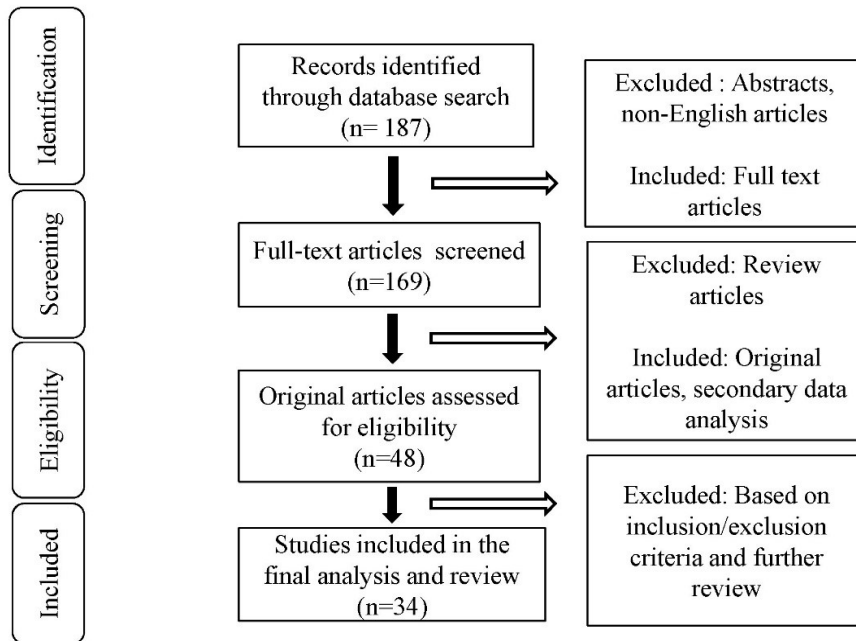 Identification
Records identified
through database search
(n= 187)
Excluded : Abstracts,
non-English articles
Included: Full text
articles
Screening
Full-text articles screened
(n=169)
Excluded: Review
articles
Included: Original
articles, secondary data
analysis
Eligibility
Original articles assessed
for eligibility
(n=48)
Excluded: Based on
inclusion/exclusion
criteria and further
review
Included
Studies included in the
final analysis and review
(n=34)